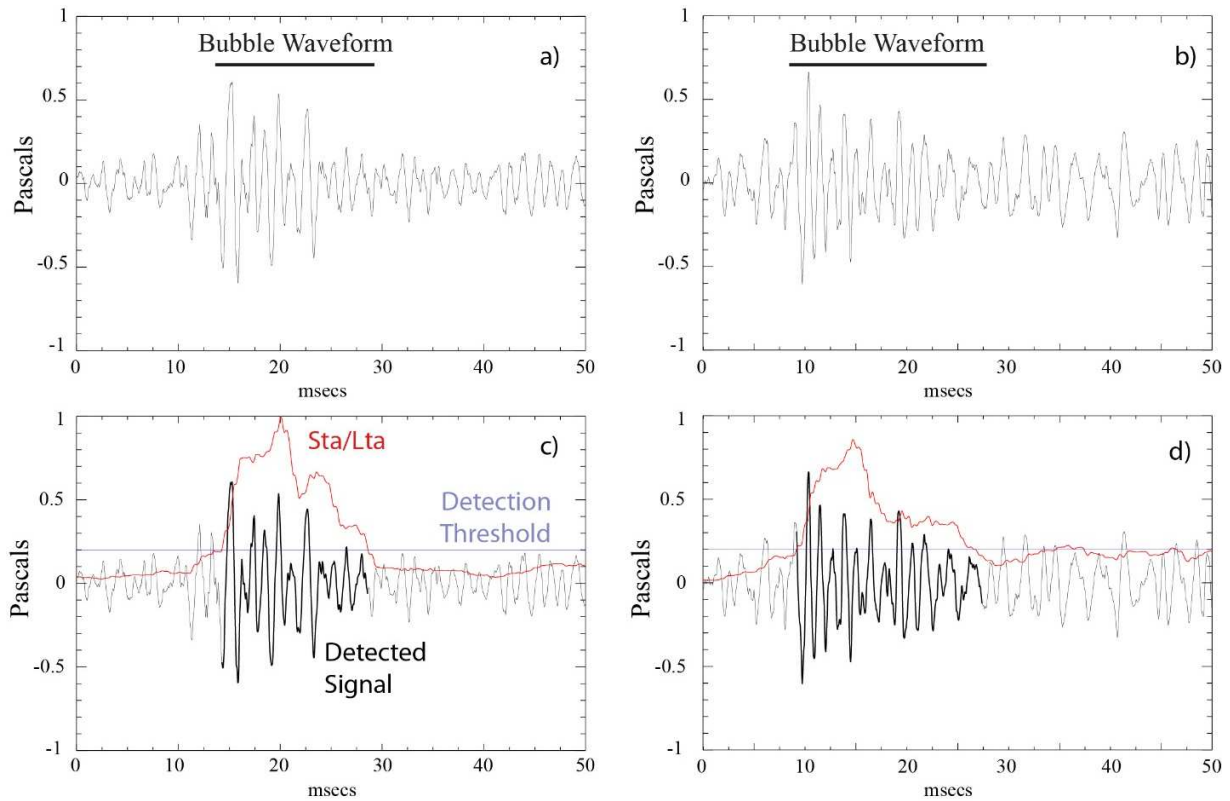 1
Bubble Waveform
a)
0.5
Pascals
0
-0.5
-1
0 10 20 30 40 50
msecs
1
Bubble Waveform
b)
0.5
Pascals
0
-0.5
-1
0 10 20 30 40 50
msecs
1
Sta/Lta
c)
0.5
Detection
Threshold
Pascals
0
-0.5
Detected
Signal
-1
0 10 20 30 40 50
msecs
1
d)
0.5
Pascals
0
-0.5
-1
0 10 20 30 40 50
msecs